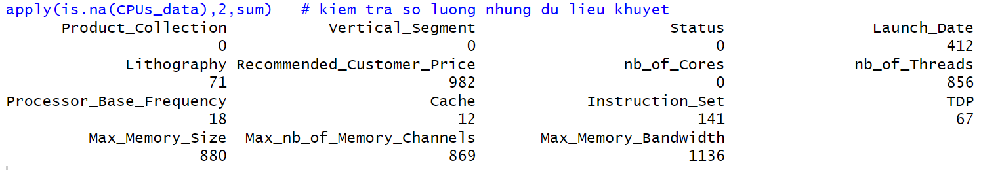 apply(is.na(CPUs_data),2,sum)   # kiem tra so luong nhung du lieu khuyet
Product_Collection Vertical_Segment Status Launch_Date
0 0 0 412
Lithography Recommended_Customer_Price nb_of_Cores nb_of_Threads
71 982 0 856
Processor_Base_Frequency Cache Instruction_Set TDP
18 12 141 67
Max_Memory_Size Max_nb_of_Memory_Channels Max_Memory_Bandwidth
880 869 1136